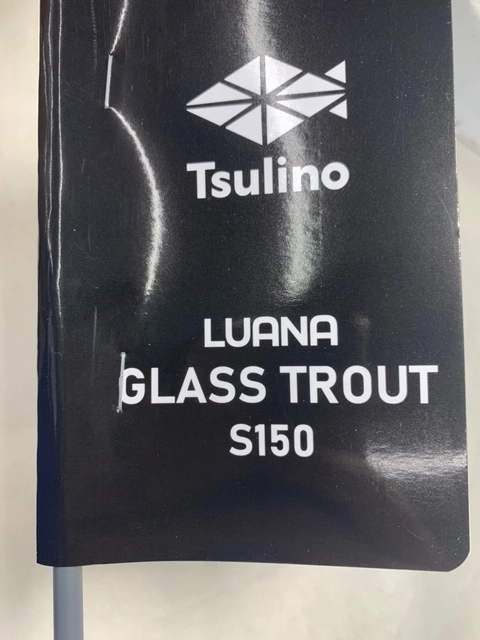 Tsulino
LUANA
GLASS TROUT
S150